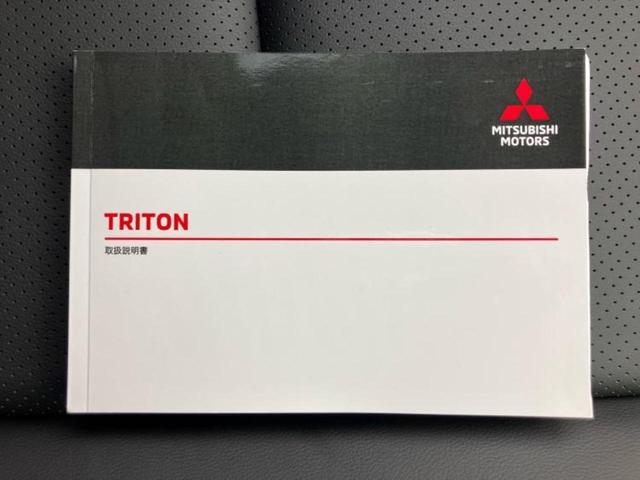 MITSUBISHI
MOTORS
TRITON
取扱説明書